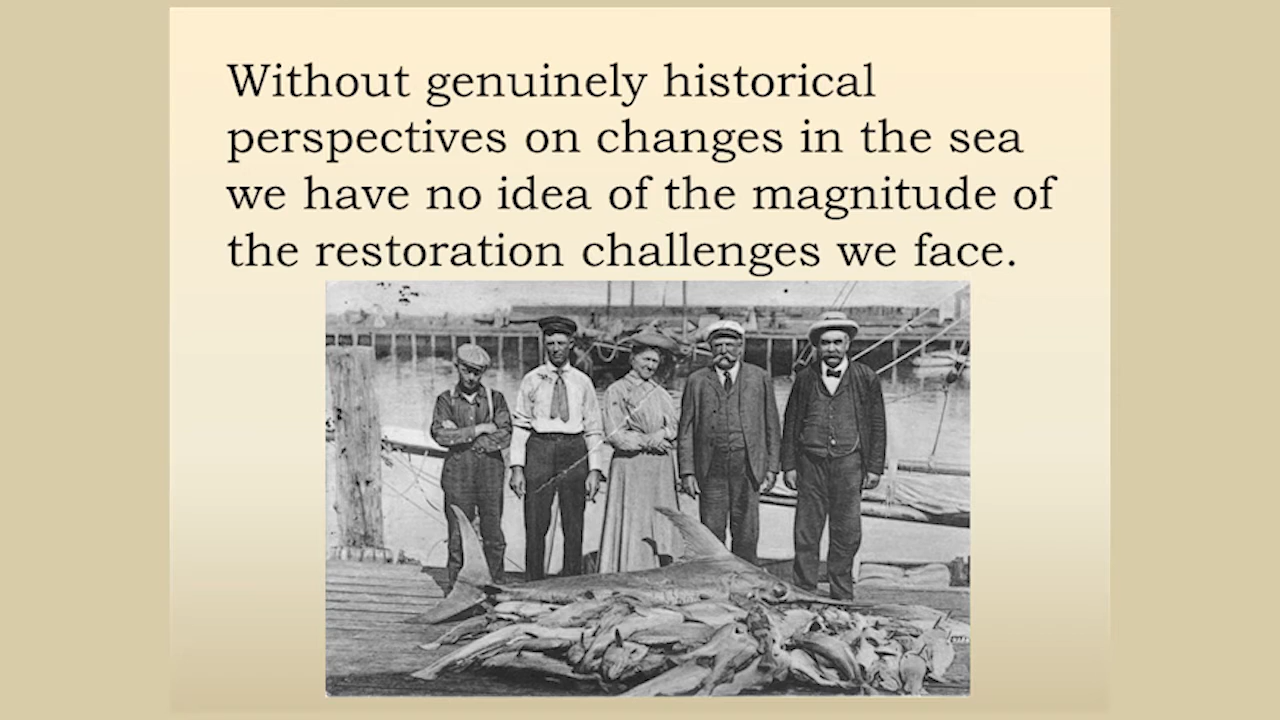 Without genuinely historical
perspectives on changes in the sea
we have no idea of the magnitude of
the restoration challenges we face.